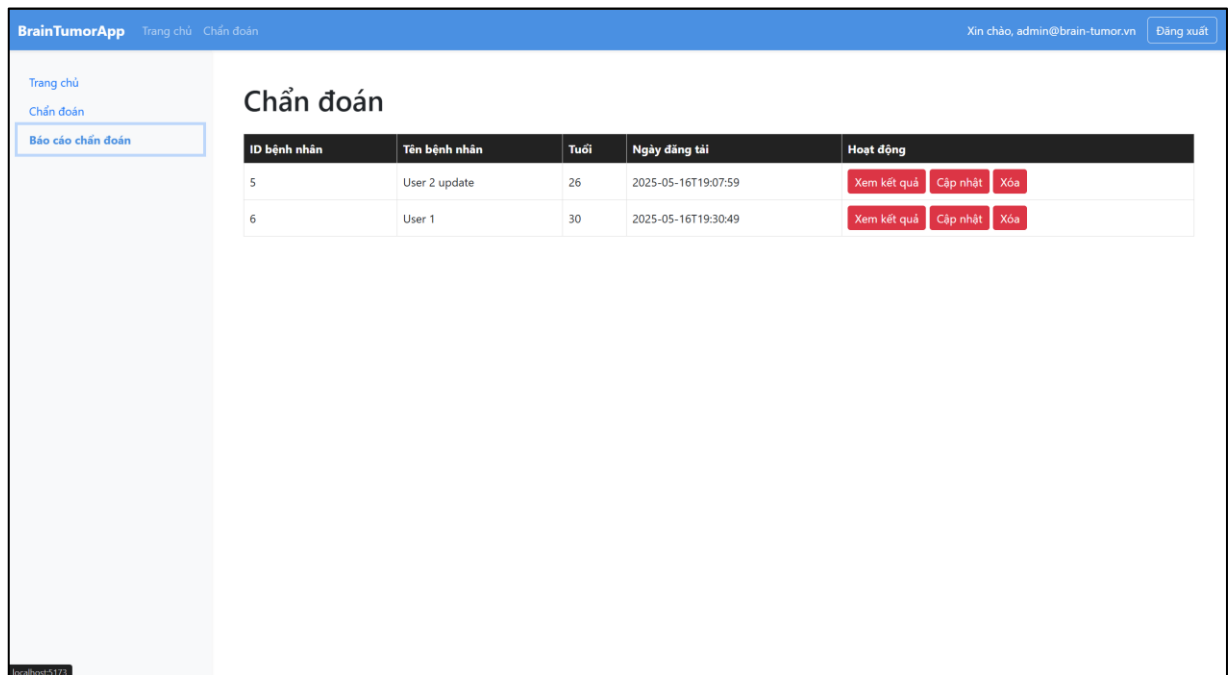 BrainTumorApp Trang chủ Chẩn đoán Xin chào, admin@brain-tumor.vn Đăng xuất
Trang chủ
Chẩn đoán
Báo cáo chẩn đoán
Chẩn đoán
ID bệnh nhân Tên bệnh nhân Tuổi Ngày đăng tải Hoạt động
5 User 2 update 26 2025-05-16T19:07:59 Xem kết quả Cập nhật Xóa
6 User 1 30 2025-05-16T19:30:49 Xem kết quả Cập nhật Xóa
localhost:5173